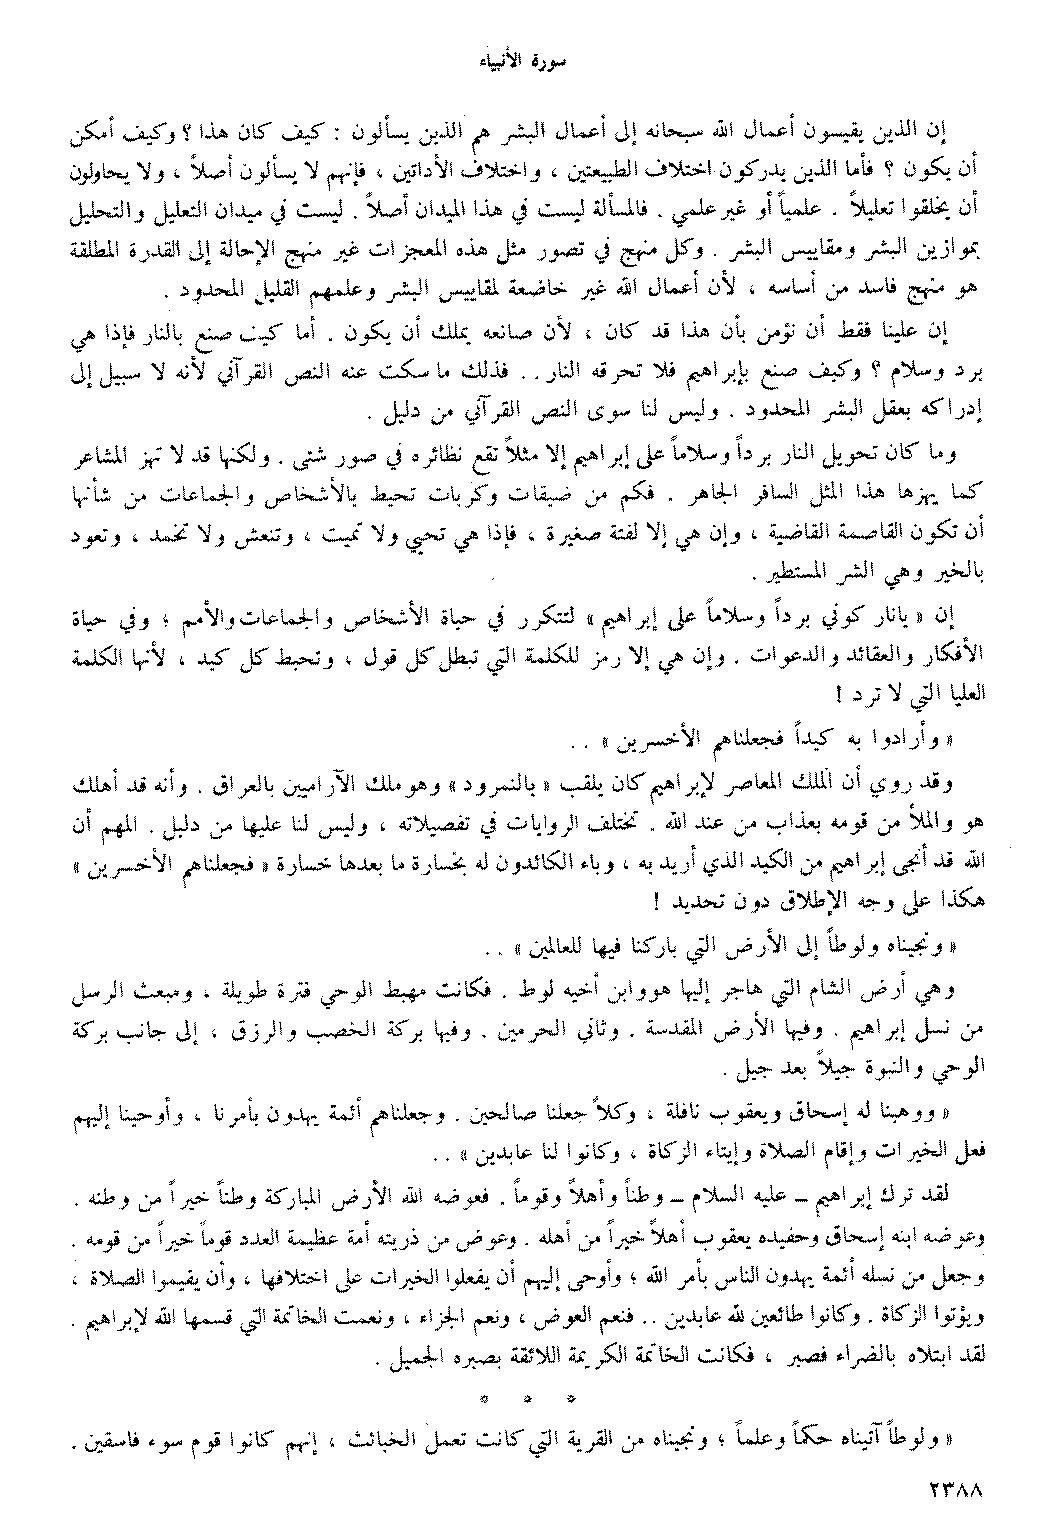 سورة الأنبياء
إن الذين يقيسون أعمال الله سبحانه إلى أعمال البشر هم الذين يسألون : كيف كان هذا ؟ وكيف أمكن
أن يكون ؟ فأما الذين يدركون اختلاف الطبيعتين ، واختلاف الأداتين ، فإنهم لا يسألون أصلاً ، ولا يحاولون
أن يخلقوا تعليلاً . علمياً أو غير علمي . فالمسألة ليست في هذا الميدان أصلاً . ليست في ميدان التعليل والتحليل
بموازين البشر ومقاييس البشر . وكل منهج في تصور مثل هذه المعجزات غير منهج الإحالة إلى القدرة المطلقة
هو منهج فاسد من أساسه ، لأن أعمال الله غير خاضعة لمقاييس البشر وعلمهم القليل المحدود .
إن علينا فقط أن نؤمن بأن هذا قد كان ، لأن صانعه يملك أن يكون . أما كيف صنع بالنار فإذا هي
برد وسلام ؟ وكيف صنع بإبراهيم فلا تحرقه النار .. فذلك ما سكت عنه النص القرآني لأنه لا سبيل إلى
إدراكه بعقل البشر المحدود . وليس لنا سوى النص القرآني من دليل .
وما كان تحويل النار برداً وسلاماً على إبراهيم إلا مثلاً تقع نظائره في صور شتى . ولكنها قد لا تهز المشاعر
كما يهزها هذا المثل السافر الجاهر . فكم من ضيقات وكربات تحيط بالأشخاص والجماعات من شأنها
أن تكون القاصمة القاضية ، وإن هي إلا لفتة صغيرة ، فإذا هي تحيي ولا تميت ، وتنعش ولا تخمد ، وتعود
بالخير وهي الشر المستطير .
إن « يانار كوني برداً وسلاماً على إبراهيم » لتتكرر في حياة الأشخاص والجماعات والأمم ؛ وفي حياة
الأفكار والعقائد والدعوات . وإن هي إلا رمز للكلمة التي تبطل كل قول ، وتحبط كل كيد ، لأنها الكلمة
العليا التي لا ترد !
« وأرادوا به كيداً فجعلناهم الأخسرين » ..
وقد روي أن الملك المعاصر لإبراهيم كان يلقب « بالنمرود » وهو ملك الآراميين بالعراق . وأنه قد أهلك
هو والملأ من قومه بعذاب من عند الله . تختلف الروايات في تفصيلاته ، وليس لنا عليها من دليل . المهم أن
الله قد أنجى إبراهيم من الكيد الذي أريد به ، وباء الكائدون له بخسارة ما بعدها خسارة « فجعلناهم الأخسرين »
هكذا على وجه الإطلاق دون تحديد !
« ونجيناه ولوطاً إلى الأرض التي باركنا فيها للعالمين » ..
وهي أرض الشام التي هاجر إليها هو وابن أخيه لوط . فكانت مهبط الوحي فترة طويلة ، ومبعث الرسل
من نسل إبراهيم . وفيها الأرض المقدسة . وثاني الحرمين . وفيها بركة الخصب والرزق ، إلى جانب بركة
الوحي والنبوة جيلاً بعد جيل .
« ووهبنا له إسحاق ويعقوب نافلة ، وكلاً جعلنا صالحين . وجعلناهم أئمة يهدون بأمرنا ، وأوحينا إليهم
فعل الخيرات وإقام الصلاة وإيتاء الزكاة ، وكانوا لنا عابدين » ..
لقد ترك إبراهيم – عليه السلام – وطناً وأهلاً وقوماً . فعوضه الله الأرض المباركة وطناً خيراً من وطنه .
وعوضه ابنه إسحاق وحفيده يعقوب أهلاً خيراً من أهله . وعوض من ذريته أمة عظيمة العدد قوماً خيراً من قومه .
وجعل من نسله أئمة يهدون الناس بأمر الله ؛ وأوحى إليهم أن يفعلوا الخيرات على اختلافها ، وأن يقيموا الصلاة ،
ويؤتوا الزكاة . وكانوا طائعين لله عابدين .. فنعم العوض ، ونعم الجزاء ، ونعمت الخاتمة التي قسمها الله لإبراهيم .
لقد ابتلاه بالضراء فصبر ، فكانت الخاتمة الكريمة اللائقة بصبره الجميل .
* * *
« ولوطاً آتيناه حكماً وعلماً ؛ ونجيناه من القرية التي كانت تعمل الخبائث ، إنهم كانوا قوم سوء فاسقين .
٢٣٨٨